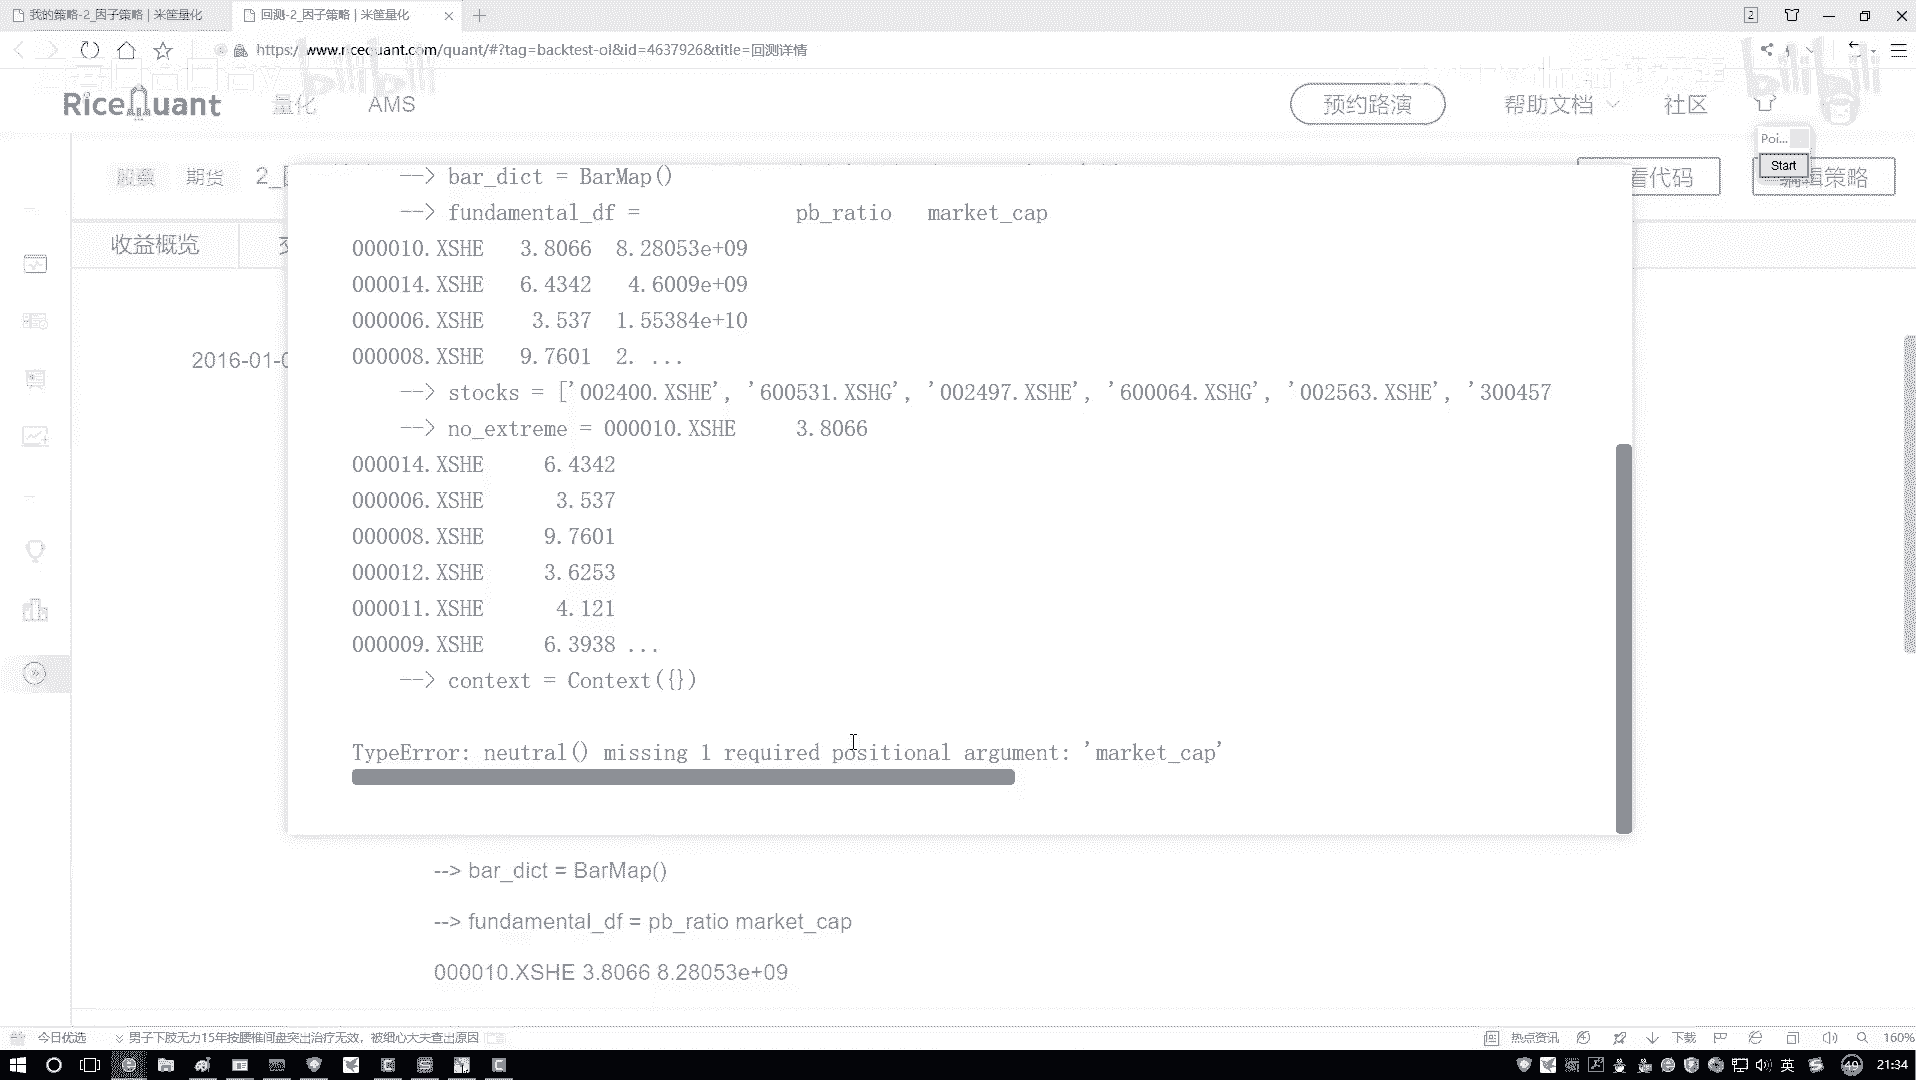 我的策略-2_因子策略 | 米筐量化
回测-2_因子策略 | 米筐量化
2
https://www.ricequant.com/quant/#?tag=backtest-ol&id=4637926&title=回测详情
bilibili
bilibili
RiceQuant
量化
AMS
预约路演
帮助文档
社区
Poi...
Start
股票
期货
2_
看代码
编辑策略
收益概览
2016-01-0
--> bar_dict = BarMap()
--> fundamental_df = pb_ratio market_cap
000010.XSHE 3.8066 8.28053e+09
000014.XSHE 6.4342 4.6009e+09
000006.XSHE 3.537 1.55384e+10
000008.XSHE 9.7601 2. ...
--> stocks = ['002400.XSHE', '600531.XSHG', '002497.XSHE', '600064.XSHG', '002563.XSHE', '300457
--> no_extreme = 000010.XSHE 3.8066
000014.XSHE 6.4342
000006.XSHE 3.537
000008.XSHE 9.7601
000012.XSHE 3.6253
000011.XSHE 4.121
000009.XSHE 6.3938 ...
--> context = Context({})
TypeError: neutral() missing 1 required positional argument: 'market_cap'
--> bar_dict = BarMap()
--> fundamental_df = pb_ratio market_cap
000010.XSHE 3.8066 8.28053e+09
今日优选
男子下肢无力15年按腰椎间盘突出治疗无效，被细心大夫查出原因
热点资讯
下载
160%
英
49
21:34